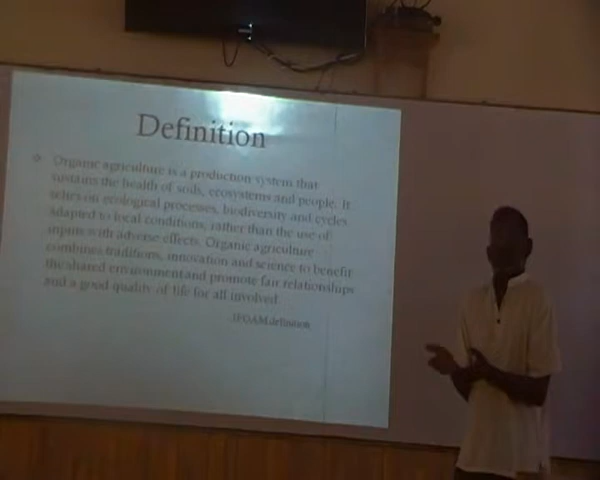 Definition
Organic agriculture is a production system that
sustains the health of soils, ecosystems and people. It
relies on ecological processes, biodiversity and cycles
adapted to local conditions, rather than the use of
inputs with adverse effects. Organic agriculture
combines traditions, innovation and science to benefit
the shared environment and promote fair relationships
and a good quality of life for all involved.
-IFOAM definition